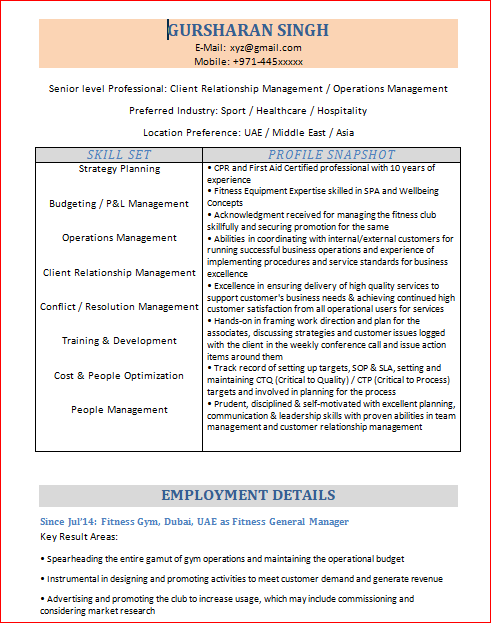 GURSHARAN SINGH
E-Mail: xyz@gmail.com
Mobile: +971-445xxxxx
Senior level Professional: Client Relationship Management / Operations Management
Preferred Industry: Sport / Healthcare / Hospitality
Location Preference: UAE / Middle East / Asia
SKILL SET
Strategy Planning
Budgeting / P&L Management
Operations Management
Client Relationship Management
Conflict / Resolution Management
Training & Development
Cost & People Optimization
People Management
PROFILE SNAPSHOT
• CPR and First Aid Certified professional with 10 years of
experience
• Fitness Equipment Expertise skilled in SPA and Wellbeing
Concepts
• Acknowledgment received for managing the fitness club
skillfully and securing promotion for the same
• Abilities in coordinating with internal/external customers for
running successful business operations and experience of
implementing procedures and service standards for business
excellence
• Excellence in ensuring delivery of high quality services to
support customer's business needs & achieving continued high
customer satisfaction from all operational users for services
• Hands-on in framing work direction and plan for the
associates, discussing strategies and customer issues logged
with the client in the weekly conference call and issue action
items around them
• Track record of setting up targets, SOP & SLA, setting and
maintaining CTQ (Critical to Quality) / CTP (Critical to Process)
targets and involved in planning for the process
• Prudent, disciplined & self-motivated with excellent planning,
communication & leadership skills with proven abilities in team
management and customer relationship management
EMPLOYMENT DETAILS
Since Jul'14: Fitness Gym, Dubai, UAE as Fitness General Manager
Key Result Areas:
• Spearheading the entire gamut of gym operations and maintaining the operational budget
• Instrumental in designing and promoting activities to meet customer demand and generate revenue
• Advertising and promoting the club to increase usage, which may include commissioning and
considering market research